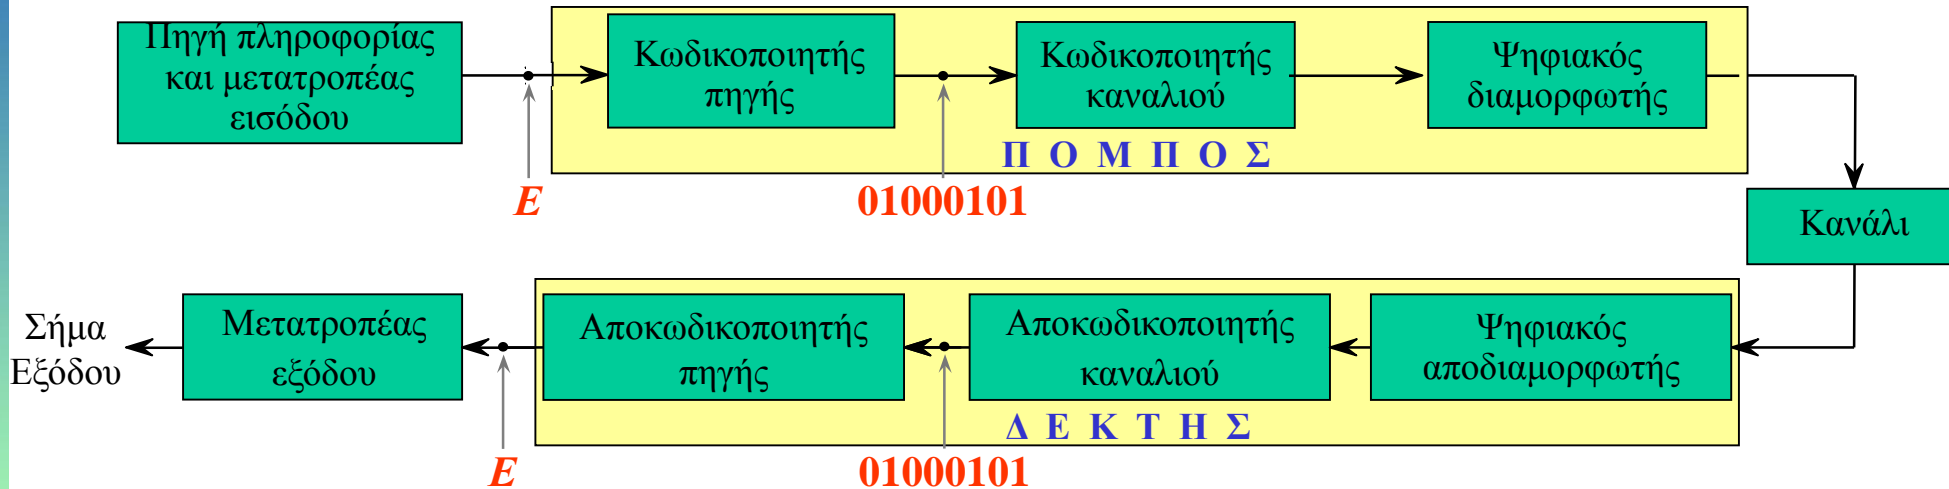 Πηγή πληροφορίας
και μετατροπέας
εισόδου
Κωδικοποιητής
πηγής
Κωδικοποιητής
καναλιού
Ψηφιακός
διαμορφωτής
Π Ο Μ Π Ο Σ
E
01000101
Κανάλι
Σήμα
Εξόδου
Μετατροπέας
εξόδου
Αποκωδικοποιητής
πηγής
Αποκωδικοποιητής
καναλιού
Ψηφιακός
αποδιαμορφωτής
Δ Ε Κ Τ Η Σ
E
01000101